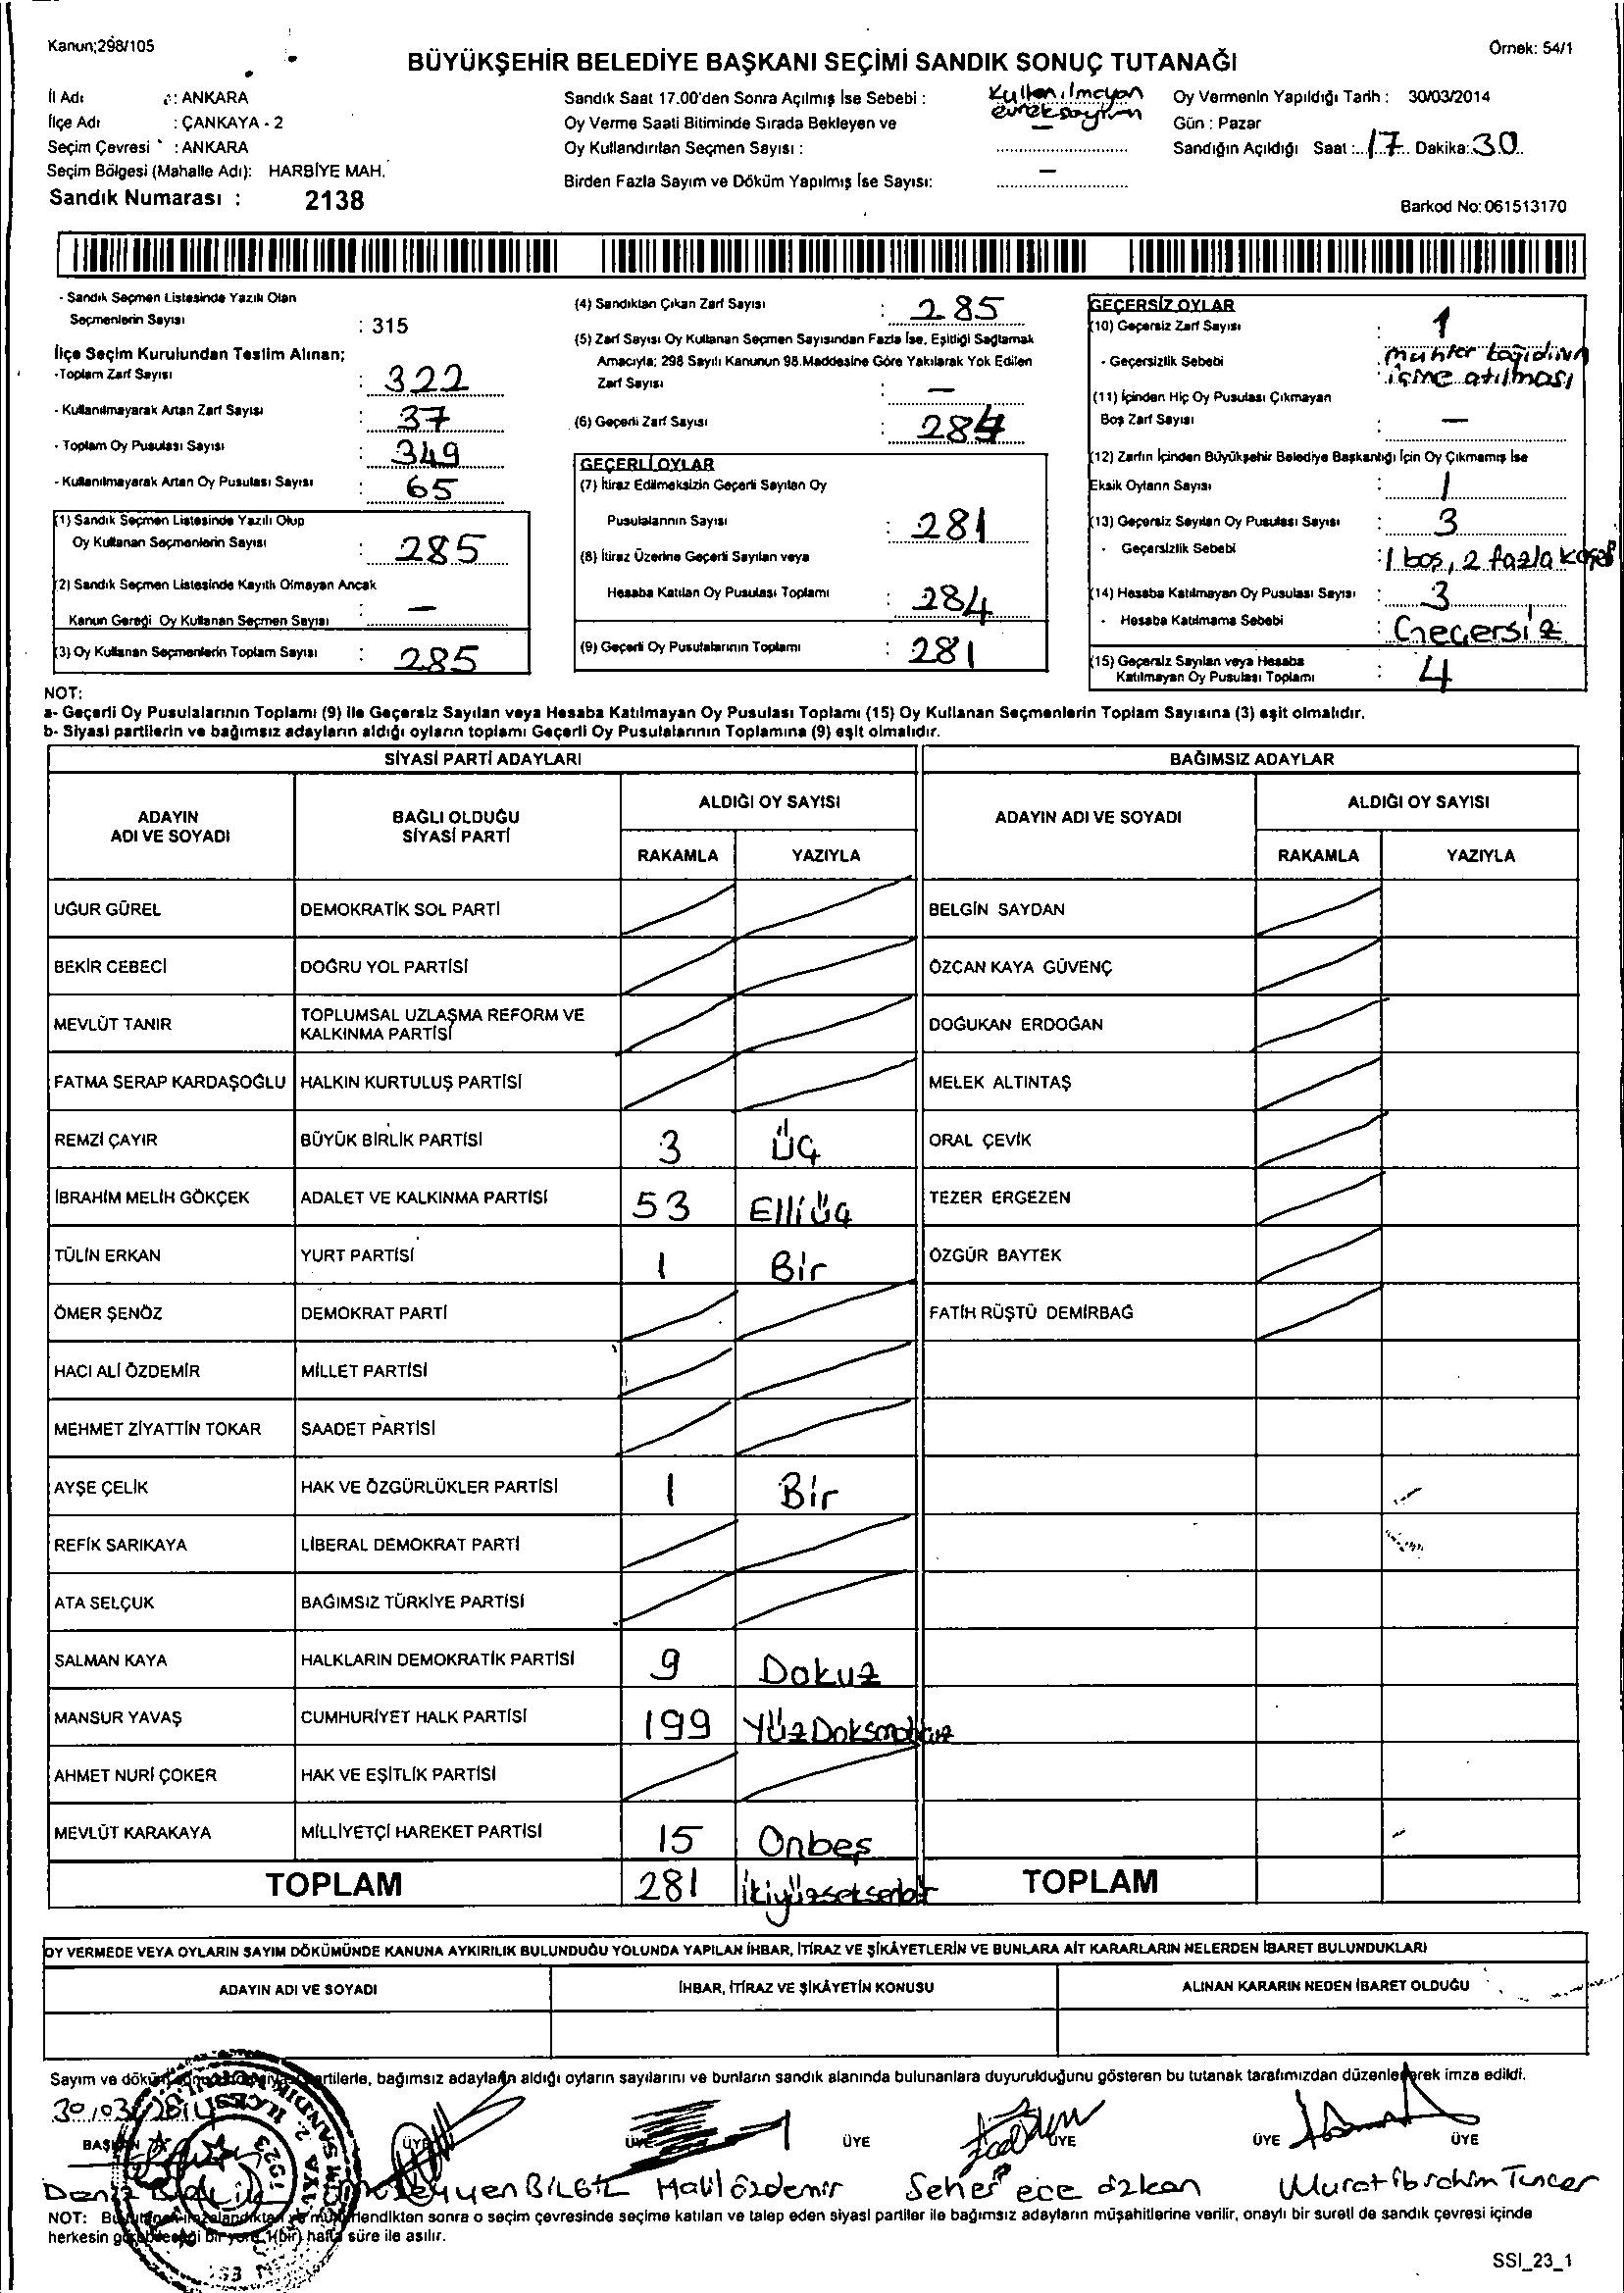 Kanun;298/105
Örnek: 54/1
BÜYÜKŞEHİR BELEDİYE BAŞKANI SEÇİMİ SANDIK SONUÇ TUTANAĞI
İl Adı : ANKARA
İlçe Adı : ÇANKAYA - 2
Seçim Çevresi : ANKARA
Seçim Bölgesi (Mahalle Adı): HARBİYE MAH.
Sandık Numarası : 2138
Sandık Saat 17.00'den Sonra Açılmış İse Sebebi : Kullanılmayan evrak sayımı
Oy Verme Saati Bitiminde Sırada Bekleyen ve
Oy Kullandırılan Seçmen Sayısı : —
Birden Fazla Sayım ve Döküm Yapılmış İse Sayısı: —
Oy Vermenin Yapıldığı Tarih : 30/03/2014
Gün : Pazar
Sandığın Açıldığı Saat :..17.. Dakika:.30..
Barkod No: 061513170
- Sandık Seçmen Listesinde Yazılı Olan
Seçmenlerin Sayısı : 315
İlçe Seçim Kurulundan Teslim Alınan;
-Toplam Zarf Sayısı : 322
- Kullanılmayarak Artan Zarf Sayısı : 37
- Toplam Oy Pusulası Sayısı : 349
- Kullanılmayarak Artan Oy Pusulası Sayısı : 65
(1) Sandık Seçmen Listesinde Yazılı Olup
Oy Kullanan Seçmenlerin Sayısı : 285
(2) Sandık Seçmen Listesinde Kayıtlı Olmayan Ancak
Kanun Gereği Oy Kullanan Seçmen Sayısı : —
(3) Oy Kullanan Seçmenlerin Toplam Sayısı : 285
(4) Sandıktan Çıkan Zarf Sayısı : 285
(5) Zarf Sayısı Oy Kullanan Seçmen Sayısından Fazla İse, Eşitliği Sağlamak
Amacıyla; 298 Sayılı Kanunun 98.Maddesine Göre Yakılarak Yok Edilen
Zarf Sayısı : —
(6) Geçerli Zarf Sayısı : 284
GEÇERLİ OYLAR
(7) İtiraz Edilmeksizin Geçerli Sayılan Oy
Pusulalarının Sayısı : 281
(8) İtiraz Üzerine Geçerli Sayılan veya
Hesaba Katılan Oy Pusulası Toplamı : 284
(9) Geçerli Oy Pusulalarının Toplamı : 281
GEÇERSİZ OYLAR
(10) Geçersiz Zarf Sayısı : 1
- Geçersizlik Sebebi : muhtar kağıdının içine atılması
(11) İçinden Hiç Oy Pusulası Çıkmayan
Boş Zarf Sayısı : —
(12) Zarfın İçinden Büyükşehir Belediye Başkanlığı İçin Oy Çıkmamış İse
Eksik Oyların Sayısı : 1
(13) Geçersiz Sayılan Oy Pusulası Sayısı : 3
- Geçersizlik Sebebi : 1 boş, 2 fazla kaşe
(14) Hesaba Katılmayan Oy Pusulası Sayısı : 3
- Hesaba Katılmama Sebebi : Geçersiz
(15) Geçersiz Sayılan veya Hesaba
Katılmayan Oy Pusulası Toplamı : 4
NOT:
a- Geçerli Oy Pusulalarının Toplamı (9) ile Geçersiz Sayılan veya Hesaba Katılmayan Oy Pusulası Toplamı (15) Oy Kullanan Seçmenlerin Toplam Sayısına (3) eşit olmalıdır.
b- Siyasi partilerin ve bağımsız adayların aldığı oyların toplamı Geçerli Oy Pusulalarının Toplamına (9) eşit olmalıdır.
SİYASİ PARTİ ADAYLARI BAĞIMSIZ ADAYLAR
ADAYIN ADI VE SOYADI BAĞLI OLDUĞU SİYASİ PARTİ ALDIĞI OY SAYISI ADAYIN ADI VE SOYADI ALDIĞI OY SAYISI
RAKAMLA YAZIYLA RAKAMLA YAZIYLA
UĞUR GÜREL DEMOKRATİK SOL PARTİ BELGİN SAYDAN
BEKİR CEBECİ DOĞRU YOL PARTİSİ ÖZCAN KAYA GÜVENÇ
MEVLÜT TANIR TOPLUMSAL UZLAŞMA REFORM VE KALKINMA PARTİSİ DOĞUKAN ERDOĞAN
FATMA SERAP KARDAŞOĞLU HALKIN KURTULUŞ PARTİSİ MELEK ALTINTAŞ
REMZİ ÇAYIR BÜYÜK BİRLİK PARTİSİ 3 Üç ORAL ÇEVİK
İBRAHİM MELİH GÖKÇEK ADALET VE KALKINMA PARTİSİ 53 Elliüç TEZER ERGEZEN
TÜLİN ERKAN YURT PARTİSİ 1 Bir ÖZGÜR BAYTEK
ÖMER ŞENÖZ DEMOKRAT PARTİ FATİH RÜŞTÜ DEMİRBAĞ
HACI ALİ ÖZDEMİR MİLLET PARTİSİ
MEHMET ZİYATTİN TOKAR SAADET PARTİSİ
AYŞE ÇELİK HAK VE ÖZGÜRLÜKLER PARTİSİ 1 Bir
REFİK SARIKAYA LİBERAL DEMOKRAT PARTİ
ATA SELÇUK BAĞIMSIZ TÜRKİYE PARTİSİ
SALMAN KAYA HALKLARIN DEMOKRATİK PARTİSİ 9 Dokuz
MANSUR YAVAŞ CUMHURİYET HALK PARTİSİ 199 YüzDoksandokuz
AHMET NURİ ÇOKER HAK VE EŞİTLİK PARTİSİ
MEVLÜT KARAKAYA MİLLİYETÇİ HAREKET PARTİSİ 15 Onbeş
TOPLAM 281 İkiyüzseksenbir TOPLAM
OY VERMEDE VEYA OYLARIN SAYIM DÖKÜMÜNDE KANUNA AYKIRILIK BULUNDUĞU YOLUNDA YAPILAN İHBAR, İTİRAZ VE ŞİKÂYETLERİN VE BUNLARA AİT KARARLARIN NELERDEN İBARET BULUNDUKLARI
ADAYIN ADI VE SOYADI İHBAR, İTİRAZ VE ŞİKÂYETİN KONUSU ALINAN KARARIN NEDEN İBARET OLDUĞU
Sayım ve döküm siyasi partilerle, bağımsız adayların aldığı oyların sayılarını ve bunların sandık alanında bulunanlara duyurulduğunu gösteren bu tutanak tarafımızdan düzenlenerek imza edildi.
30/03/2014
BAŞKAN ÜYE ÜYE ÜYE ÜYE ÜYE ÜYE
Deniz BİLGİL Halil özdemir Seher ece özkan Murat ibrahim Tuncer
NOT: Bu tutanak imzalandıktan ve mühürlendikten sonra o seçim çevresinde seçime katılan ve talep eden siyasi partiler ile bağımsız adayların müşahitlerine verilir, onaylı bir sureti de sandık çevresi içinde
herkesin görebileceği bir yere 1(bir) hafta süre ile asılır.
SSI_23_1